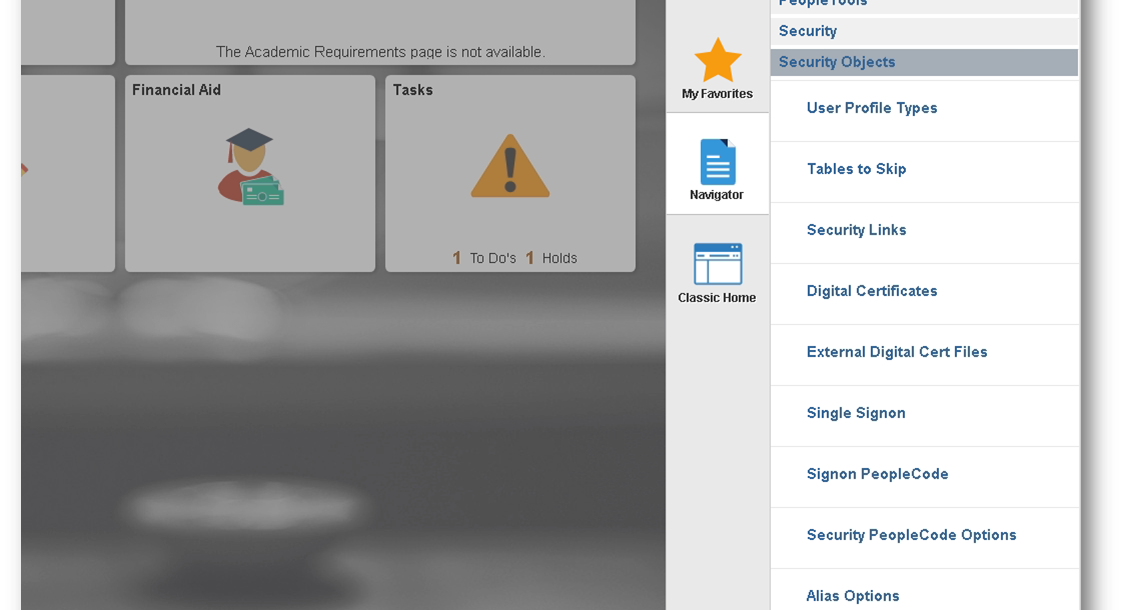 The Academic Requirements page is not available.
Financial Aid
Tasks
1 To Do's 1 Holds
My Favorites
Navigator
Classic Home
PeopleTools
Security
Security Objects
User Profile Types
Tables to Skip
Security Links
Digital Certificates
External Digital Cert Files
Single Signon
Signon PeopleCode
Security PeopleCode Options
Alias Options